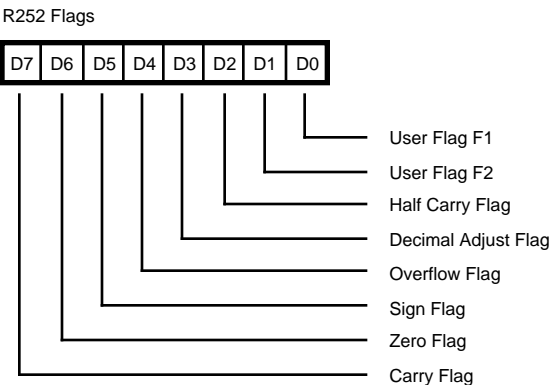 R252 Flags
D7 D6 D5 D4 D3 D2 D1 D0
User Flag F1
User Flag F2
Half Carry Flag
Decimal Adjust Flag
Overflow Flag
Sign Flag
Zero Flag
Carry Flag